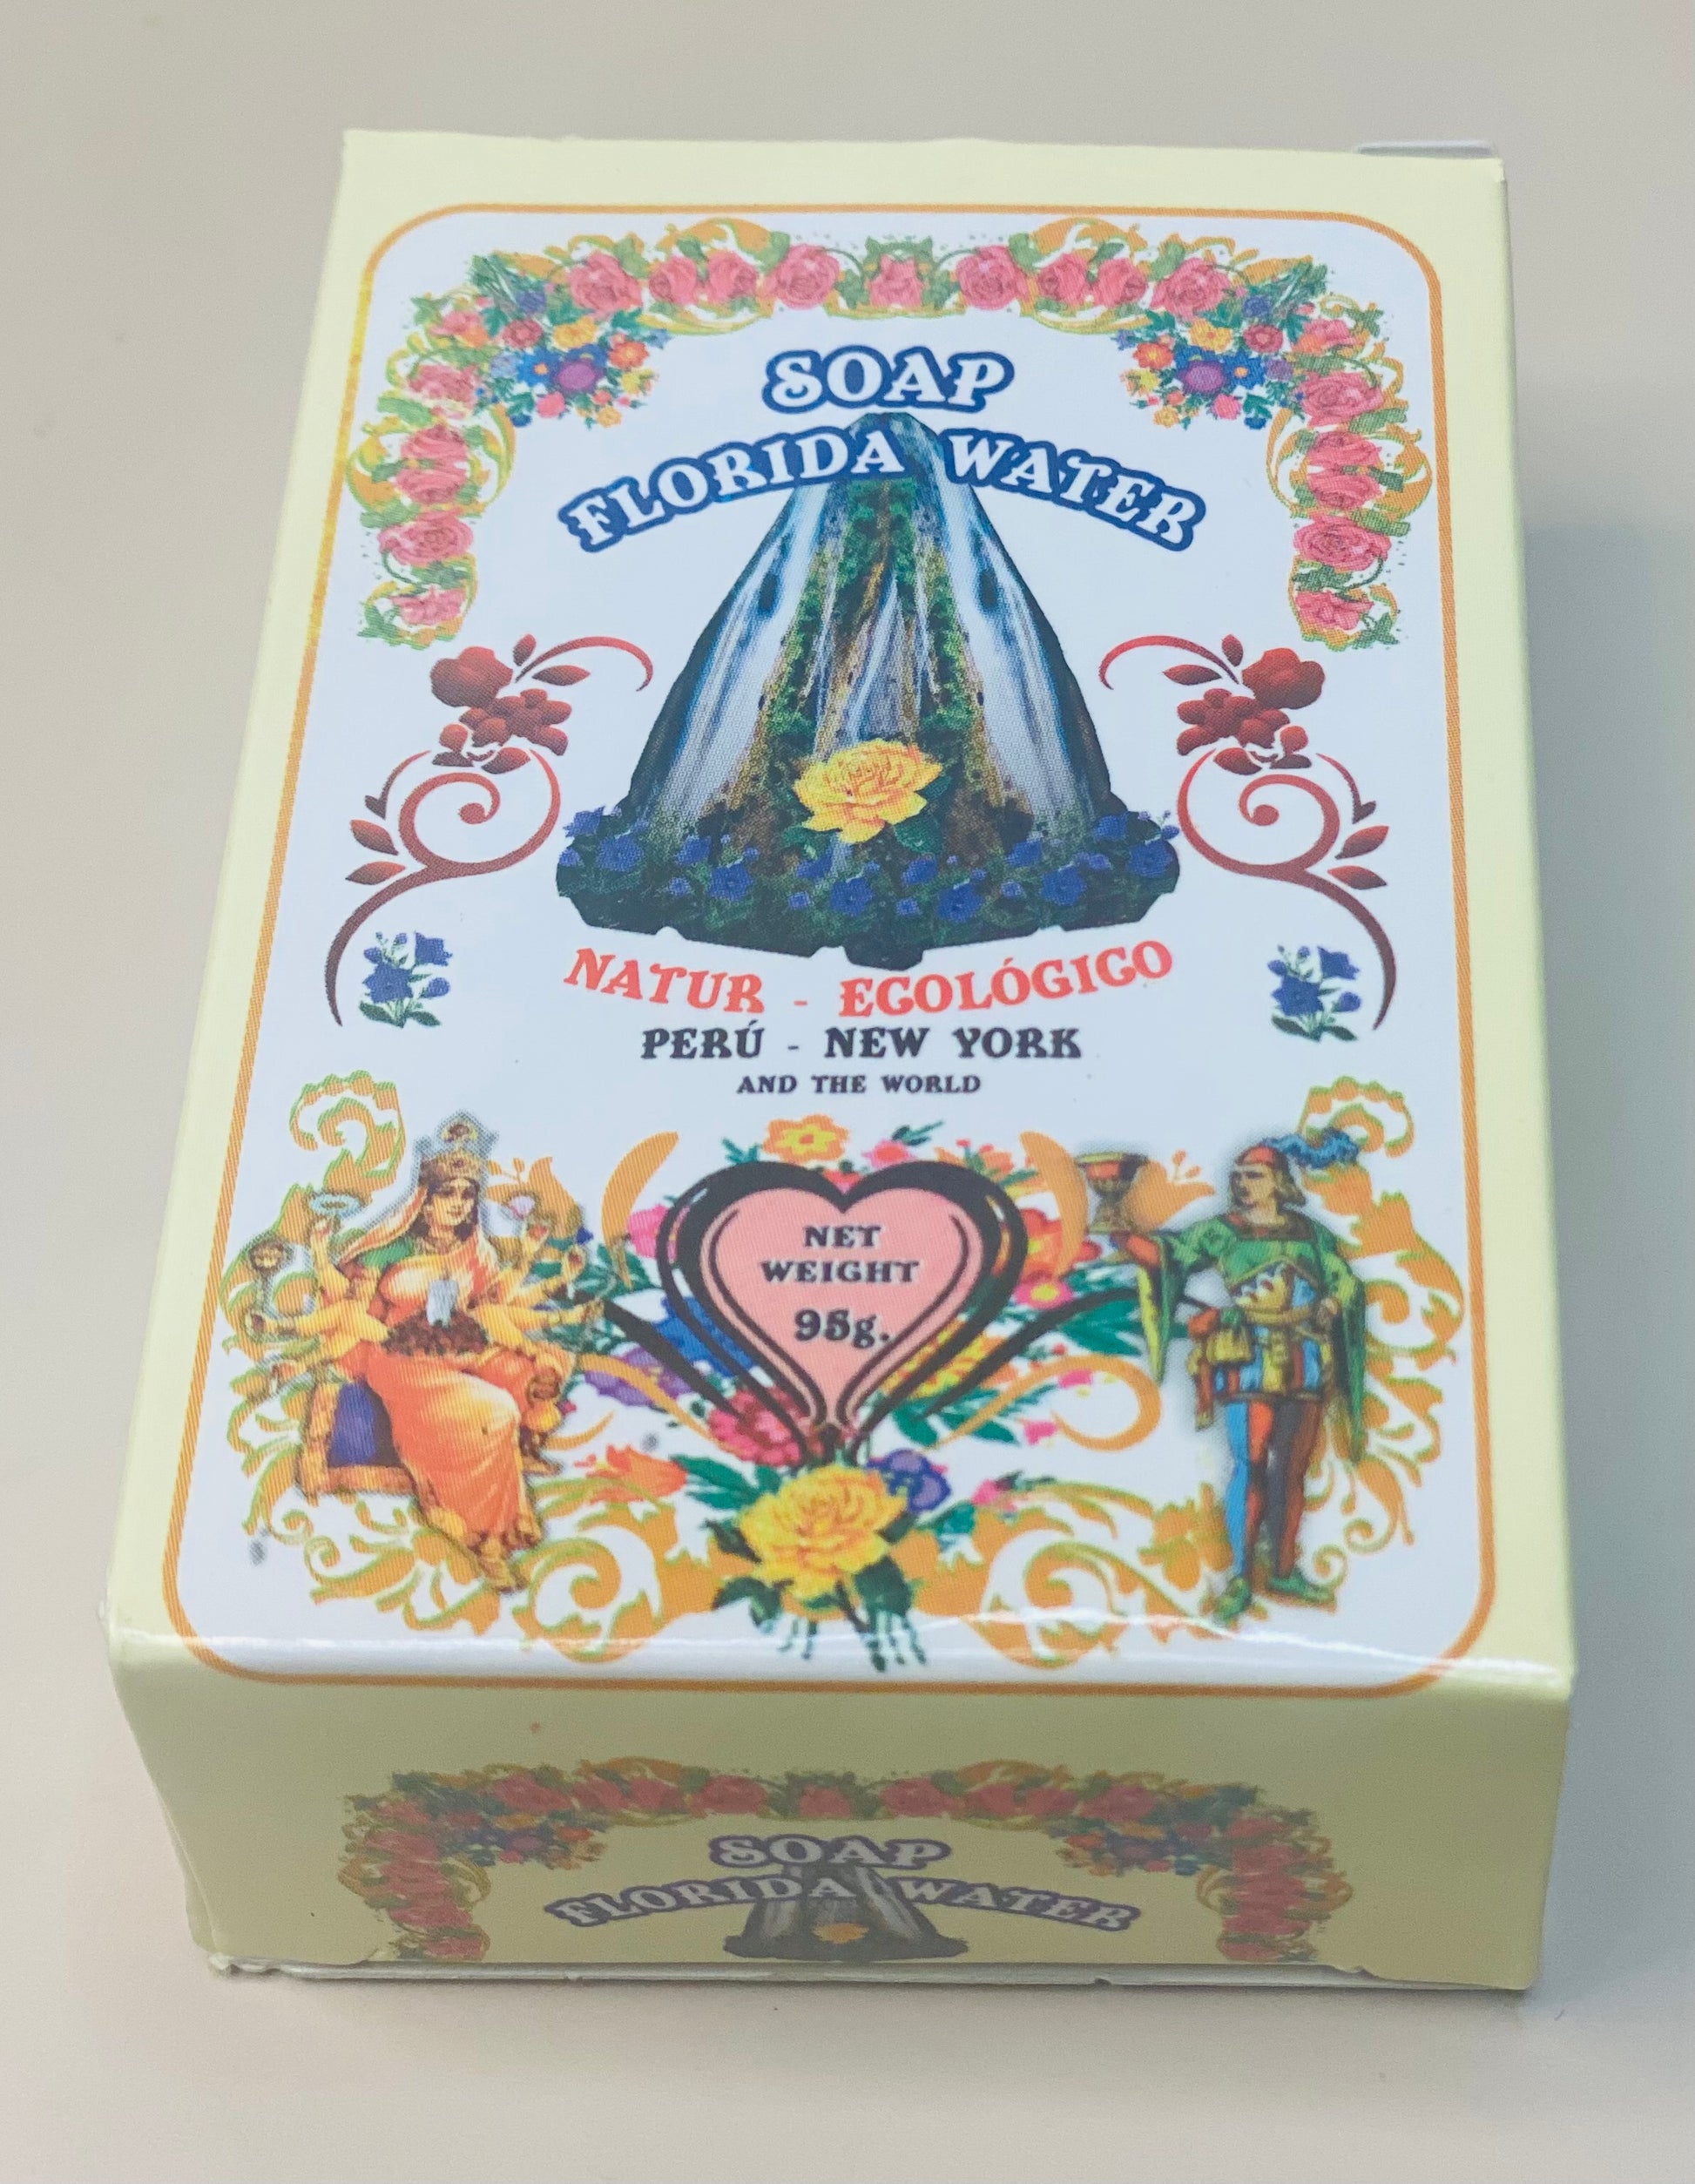 SOAP
FLORIDA WATER
NATUR - ECOLÓGICO
PERÚ - NEW YORK
AND THE WORLD
NET
WEIGHT
95g.
SOAP
FLORIDA WATER